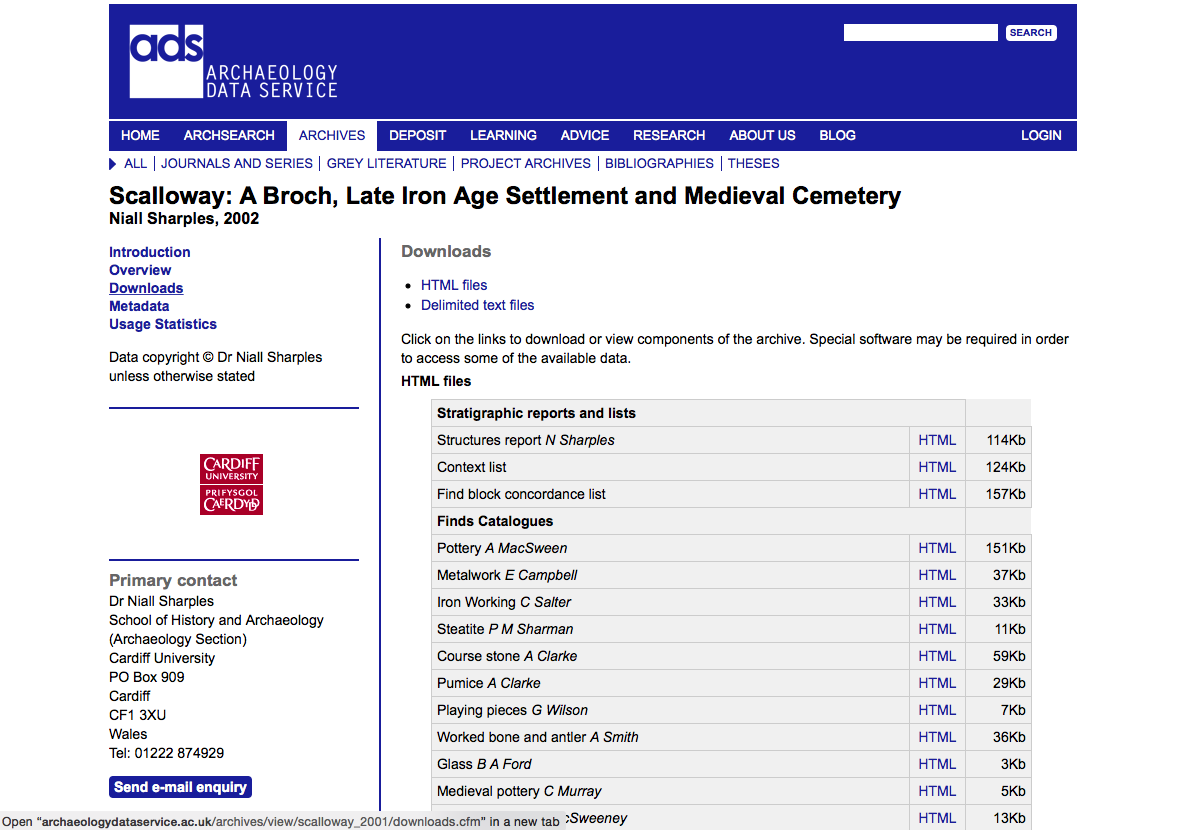 ads
ARCHAEOLOGY
DATA SERVICE
SEARCH
HOME ARCHSEARCH ARCHIVES DEPOSIT LEARNING ADVICE RESEARCH ABOUT US BLOG LOGIN
ALL | JOURNALS AND SERIES | GREY LITERATURE | PROJECT ARCHIVES | BIBLIOGRAPHIES | THESES
Scalloway: A Broch, Late Iron Age Settlement and Medieval Cemetery
Niall Sharples, 2002
Introduction
Overview
Downloads
Metadata
Usage Statistics
Data copyright © Dr Niall Sharples
unless otherwise stated
CARDIFF
UNIVERSITY
PRIFYSGOL
CAERDYDD
Primary contact
Dr Niall Sharples
School of History and Archaeology
(Archaeology Section)
Cardiff University
PO Box 909
Cardiff
CF1 3XU
Wales
Tel: 01222 874929
Send e-mail enquiry
Downloads
• HTML files
• Delimited text files
Click on the links to download or view components of the archive. Special software may be required in order
to access some of the available data.
HTML files
Stratigraphic reports and lists
Structures report N Sharples HTML 114Kb
Context list HTML 124Kb
Find block concordance list HTML 157Kb
Finds Catalogues
Pottery A MacSween HTML 151Kb
Metalwork E Campbell HTML 37Kb
Iron Working C Salter HTML 33Kb
Steatite P M Sharman HTML 11Kb
Course stone A Clarke HTML 59Kb
Pumice A Clarke HTML 29Kb
Playing pieces G Wilson HTML 7Kb
Worked bone and antler A Smith HTML 36Kb
Glass B A Ford HTML 3Kb
Medieval pottery C Murray HTML 5Kb
cSweeney HTML 13Kb
Open "archaeologydataservice.ac.uk/archives/view/scalloway_2001/downloads.cfm" in a new tab